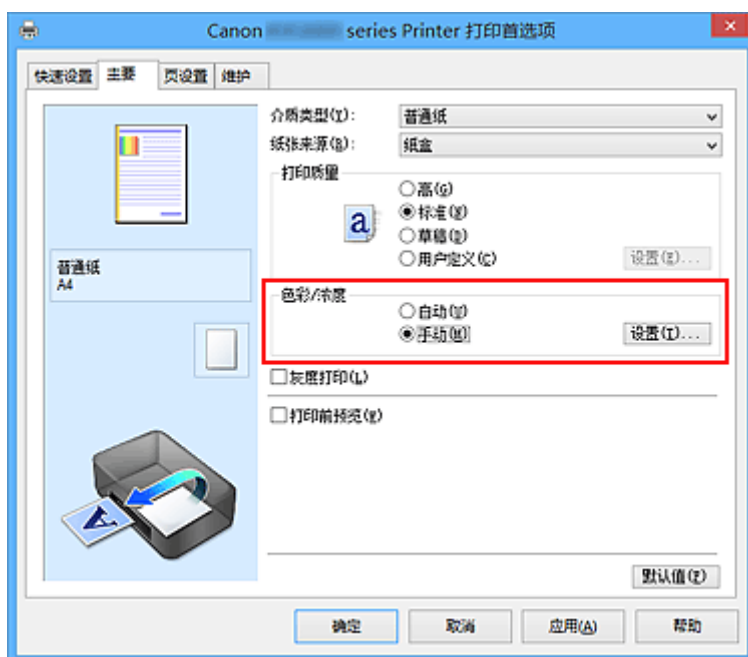 Canon series Printer 打印首选项
快速设置 主要 页设置 维护
介质类型(Y): 普通纸
纸张来源(B): 纸盒
打印质量
高(G)
a
标准(S)
草稿(D)
用户定义(C) 设置(E)...
普通纸
A4
色彩/浓度
自动(U)
手动(M) 设置(T)...
灰度打印(L)
打印前预览(W)
A
默认值(F)
确定 取消 应用(A) 帮助